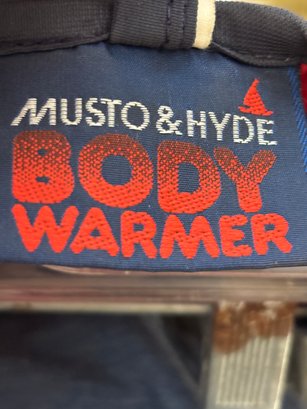 MUSTO & HYDE
BODY
WARMER